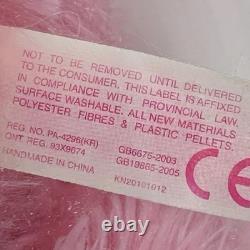 NOT TO BE REMOVED UNTIL DELIVERED
TO THE CONSUMER. THIS LABEL IS AFFIXED
IN COMPLIANCE WITH PROVINCIAL LAW.
SURFACE WASHABLE. ALL NEW MATERIALS
POLYESTER FIBRES & PLASTIC PELLETS.
REG. NO. PA-4296(KR) GB6675-2003
ONT REG. 93X9674 GB19865-2005
HANDMADE IN CHINA KN20101012
CE